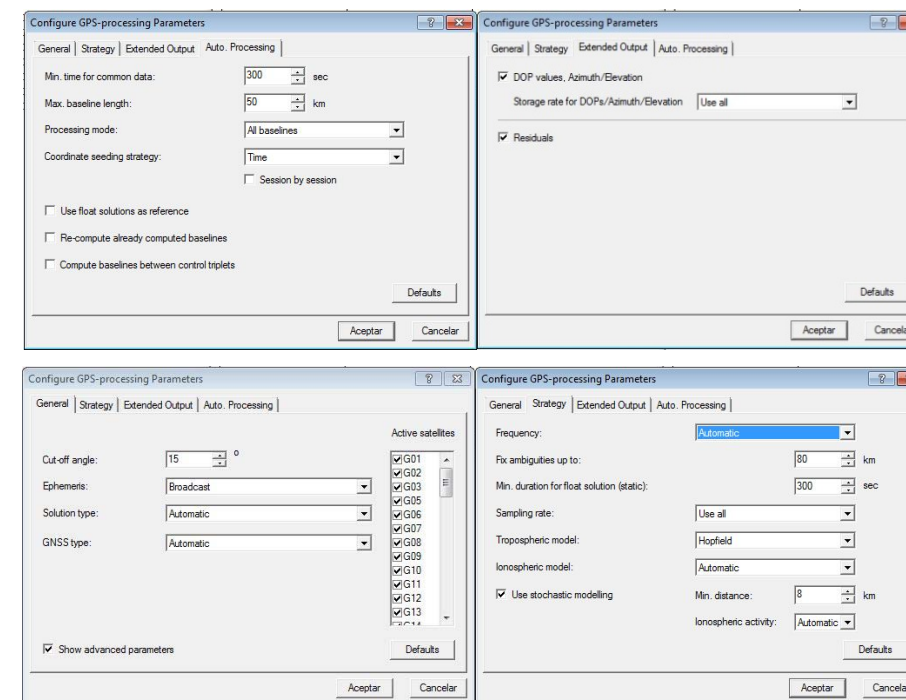 Configure GPS-processing Parameters
General Strategy Extended Output Auto. Processing
Min. time for common data: 300 sec
Max. baseline length: 50 km
Processing mode: All baselines
Coordinate seeding strategy: Time
Session by session
Use float solutions as reference
Re-compute already computed baselines
Compute baselines between control triplets
Defaults
Aceptar Cancelar
Configure GPS-processing Parameters
General Strategy Extended Output Auto. Processing
DOP values, Azimuth/Elevation
Storage rate for DOPs/Azimuth/Elevation Use all
Residuals
Defaults
Aceptar Cancela
Configure GPS-processing Parameters
General Strategy Extended Output Auto. Processing
Active satellites
Cut-off angle: 15 °
Ephemeris: Broadcast
Solution type: Automatic
GNSS type: Automatic
G01
G02
G03
G05
G06
G07
G08
G09
G10
G11
G12
G13
G14
Show advanced parameters
Defaults
Aceptar Cancelar
Configure GPS-processing Parameters
General Strategy Extended Output Auto. Processing
Frequency: Automatic
Fix ambiguities up to: 80 km
Min. duration for float solution (static): 300 sec
Sampling rate: Use all
Tropospheric model: Hopfield
Ionospheric model: Automatic
Use stochastic modelling Min. distance: 8 km
Ionospheric activity: Automatic
Defaults
Aceptar Cancela